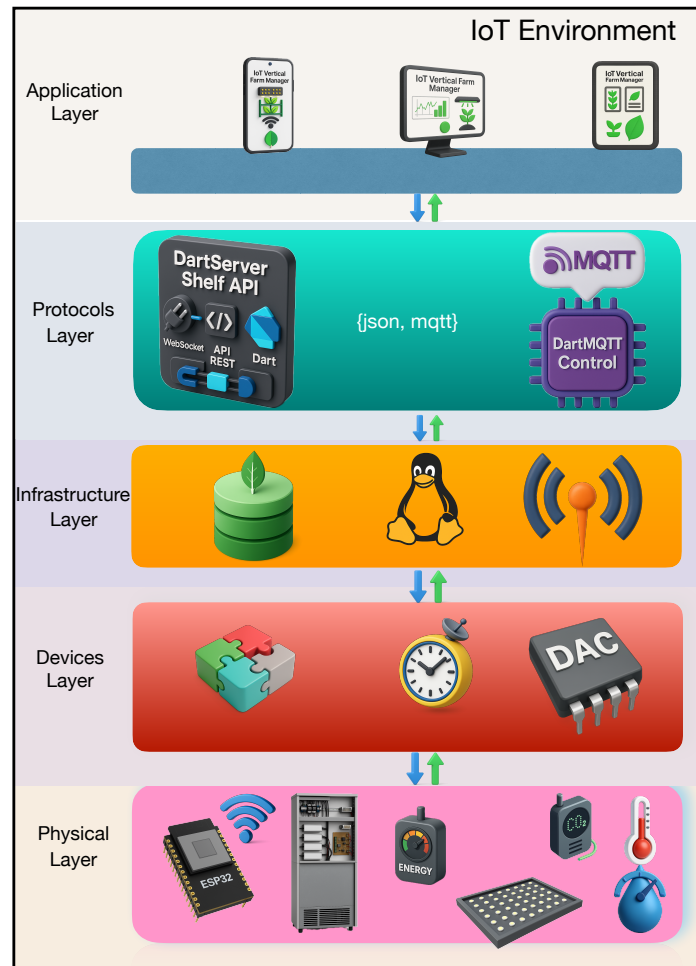 IoT Environment
Application
Layer
IoT Vertical
Farm Manager
IoT Vertical Farm
Manager
IoT Vertical
Farm Manager
Protocols
Layer
DartServer
Shelf API
WebSocket
API
REST
Dart
{json, mqtt}
MQTT
DartMQTT
Control
Infrastructure
Layer
Devices
Layer
DAC
Physical
Layer
ESP32
ENERGY
CO2